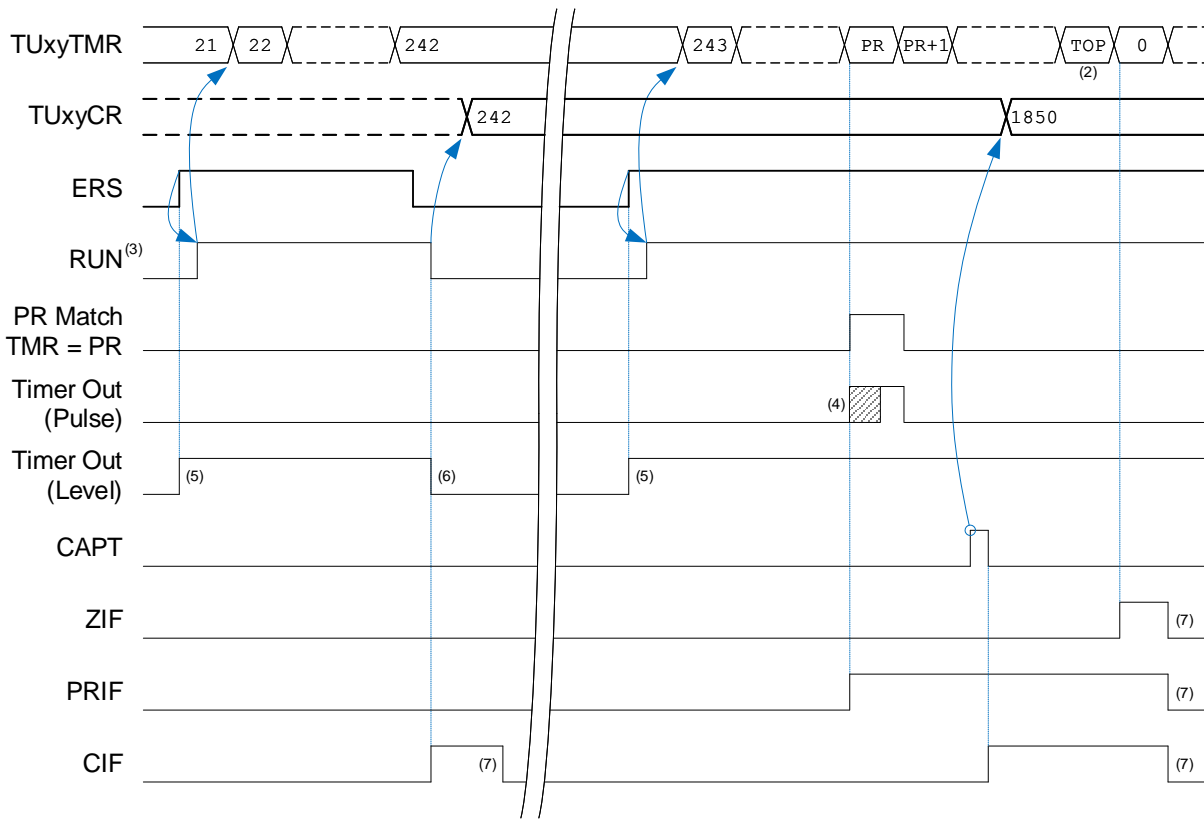 TUxyTMR 21 22 242 243 PR PR+1 TOP 0
(2)
TUxyCR 242 1850
ERS
RUN(3)
PR Match
TMR = PR
Timer Out
(Pulse) (4)
Timer Out
(Level) (5) (6) (5)
CAPT
ZIF (7)
PRIF (7)
CIF (7) (7)